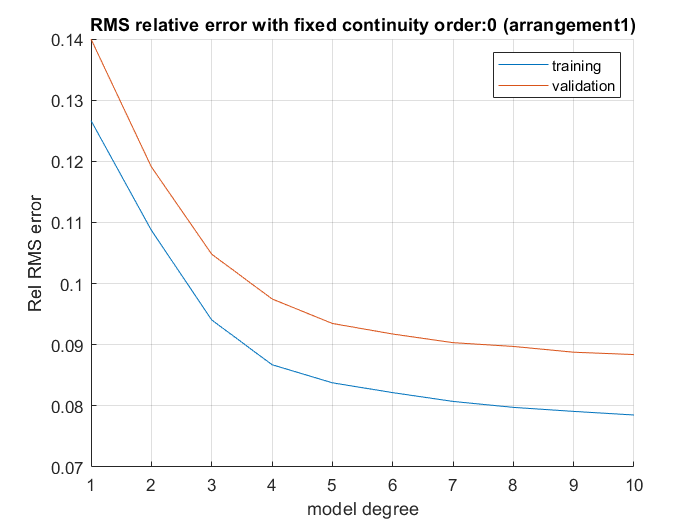 RMS relative error with fixed continuity order:0 (arrangement1)
training
validation
0.14
0.13
0.12
0.11
0.1
0.09
0.08
0.07
Rel RMS error
1 2 3 4 5 6 7 8 9 10
model degree